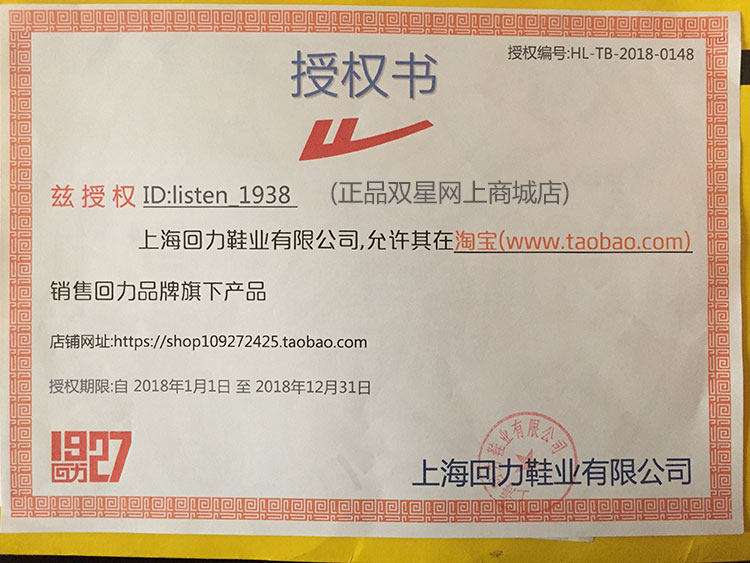 授权编号:HL-TB-2018-0148
授权书
兹授权 ID:listen_1938 (正品双星网上商城店)
上海回力鞋业有限公司,允许其在淘宝(www.taobao.com)
销售回力品牌旗下产品
店铺网址:https://shop109272425.taobao.com
授权期限:自 2018年1月1日 至 2018年12月31日
1927
回力
上海回力鞋业有限公司